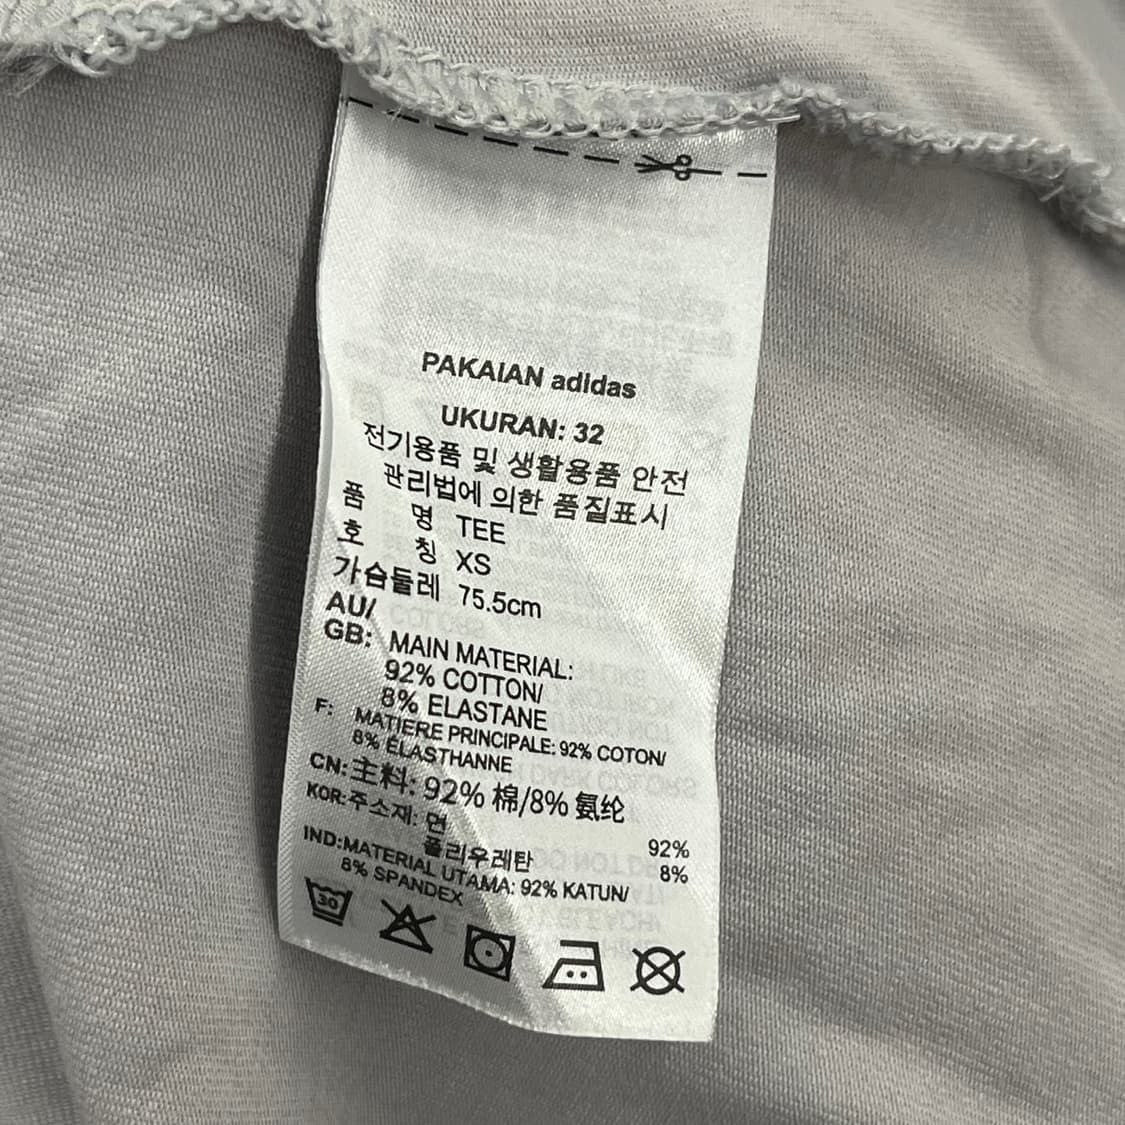 PAKAIAN adidas
UKURAN: 32
전기용품 및 생활용품 안전
관리법에 의한 품질표시
품 명 TEE
호 칭 XS
가슴둘레 75.5cm
AU/
GB: MAIN MATERIAL:
92% COTTON/
8% ELASTANE
F: MATIERE PRINCIPALE: 92% COTON/
8% ÉLASTHANNE
CN:主料: 92% 棉/8% 氨纶
KOR:주소재: 면 92%
폴리우레탄 8%
IND:MATERIAL UTAMA: 92% KATUN/
8% SPANDEX
30